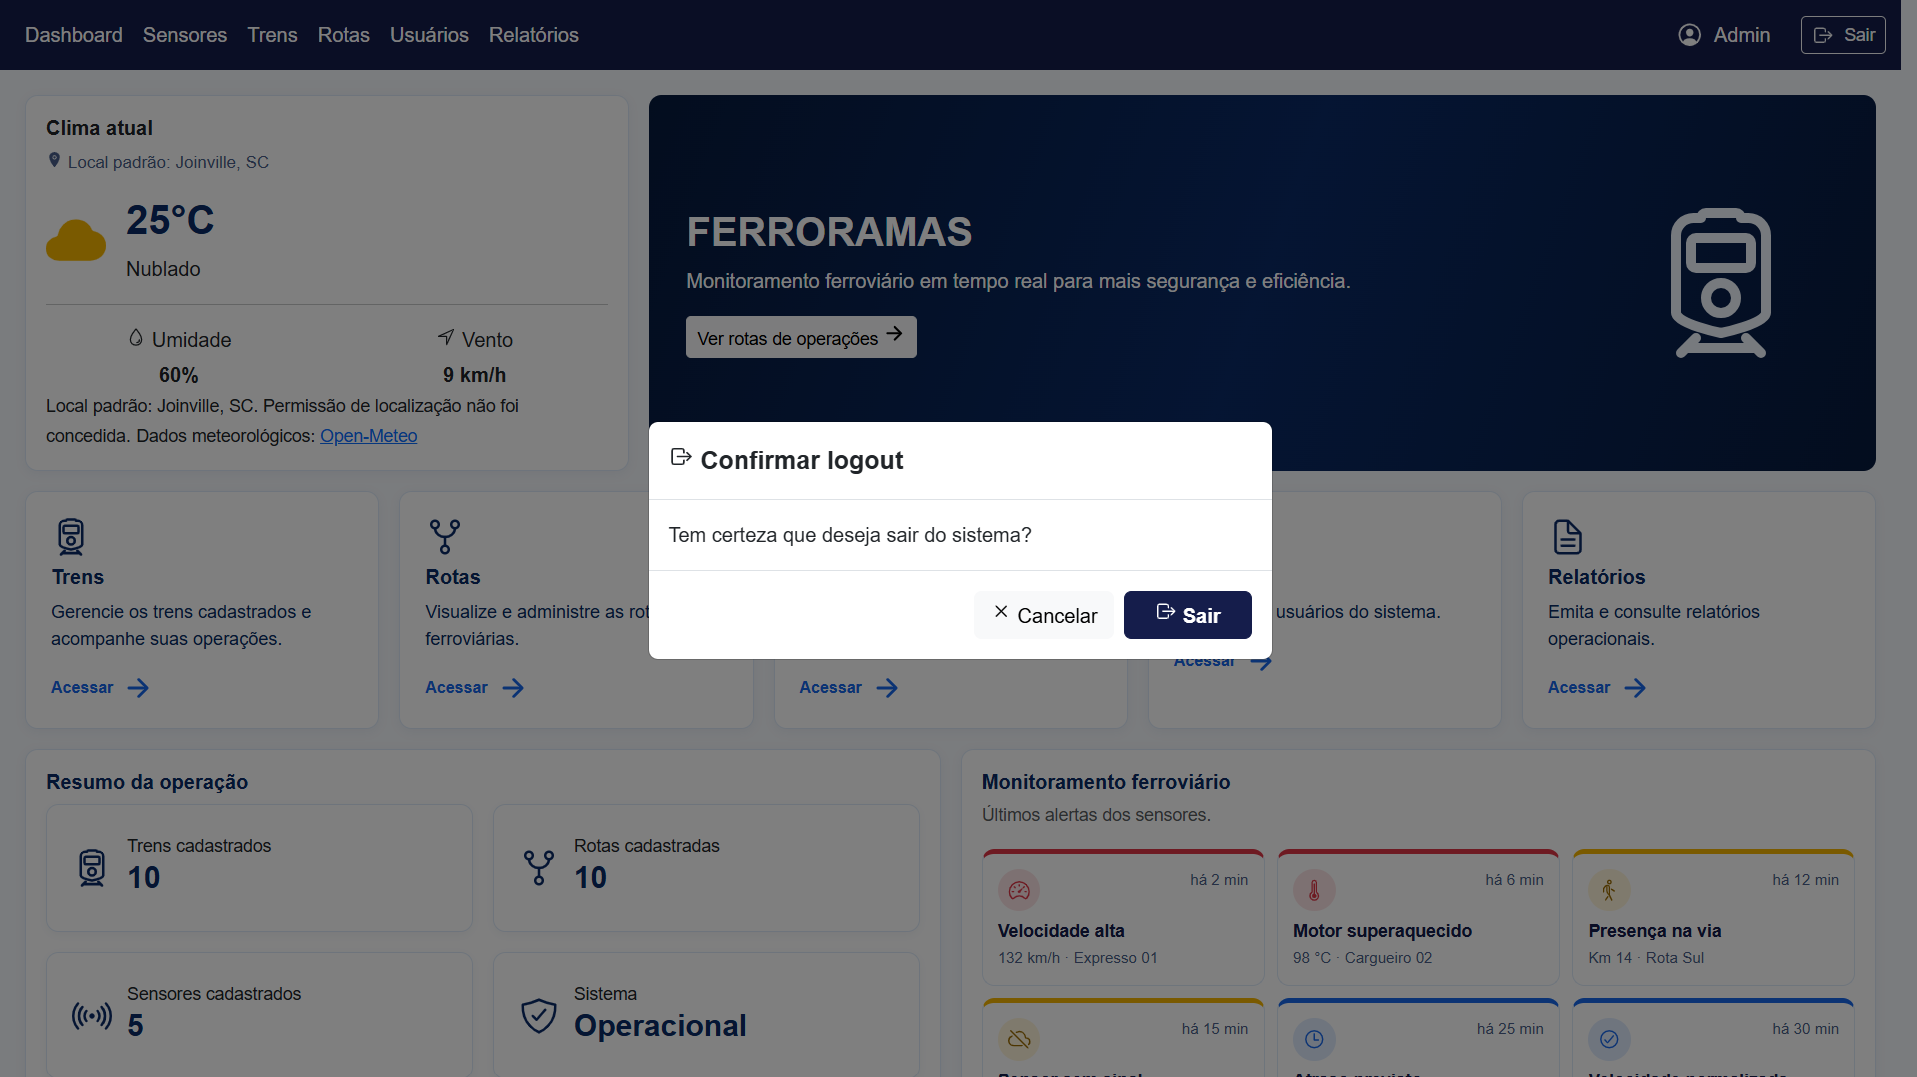 Dashboard Sensores Trens Rotas Usuários Relatórios Admin Sair
Clima atual
Local padrão: Joinville, SC
25°C
Nublado
Umidade
60%
Vento
9 km/h
Local padrão: Joinville, SC. Permissão de localização não foi
concedida. Dados meteorológicos: Open-Meteo
FERRORAMAS
Monitoramento ferroviário em tempo real para mais segurança e eficiência.
Ver rotas de operações
Confirmar logout
Tem certeza que deseja sair do sistema?
Cancelar
Sair
Trens
Gerencie os trens cadastrados e
acompanhe suas operações.
Acessar
Rotas
Visualize e administre as
ferroviárias.
Acessar
Acessar
usuários do sistema.
Acessar
Relatórios
Emita e consulte relatórios
operacionais.
Acessar
Resumo da operação
Trens cadastrados
10
Rotas cadastradas
10
Sensores cadastrados
5
Sistema
Operacional
Monitoramento ferroviário
Últimos alertas dos sensores.
há 2 min
Velocidade alta
132 km/h · Expresso 01
há 6 min
Motor superaquecido
98 °C · Cargueiro 02
há 12 min
Presença na via
Km 14 · Rota Sul
há 15 min
há 25 min
há 30 min